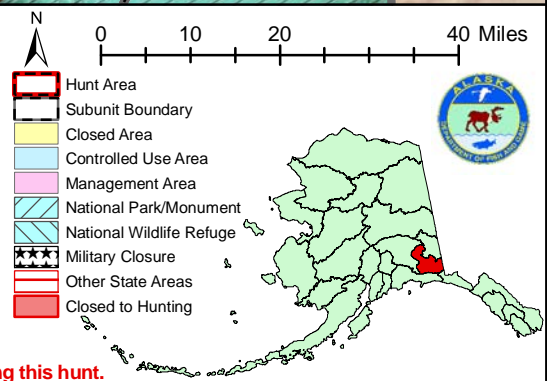 N
0 20 40 Miles
Hunt Area
Subunit Boundary
Closed Area
Controlled Use Area
Management Area
National Park/Monument
National Wildlife Refuge
Military Closure
Other State Areas
Closed to Hunting
ALASKA
DEPARTMENT OF FISH AND GAME
ng this hunt.